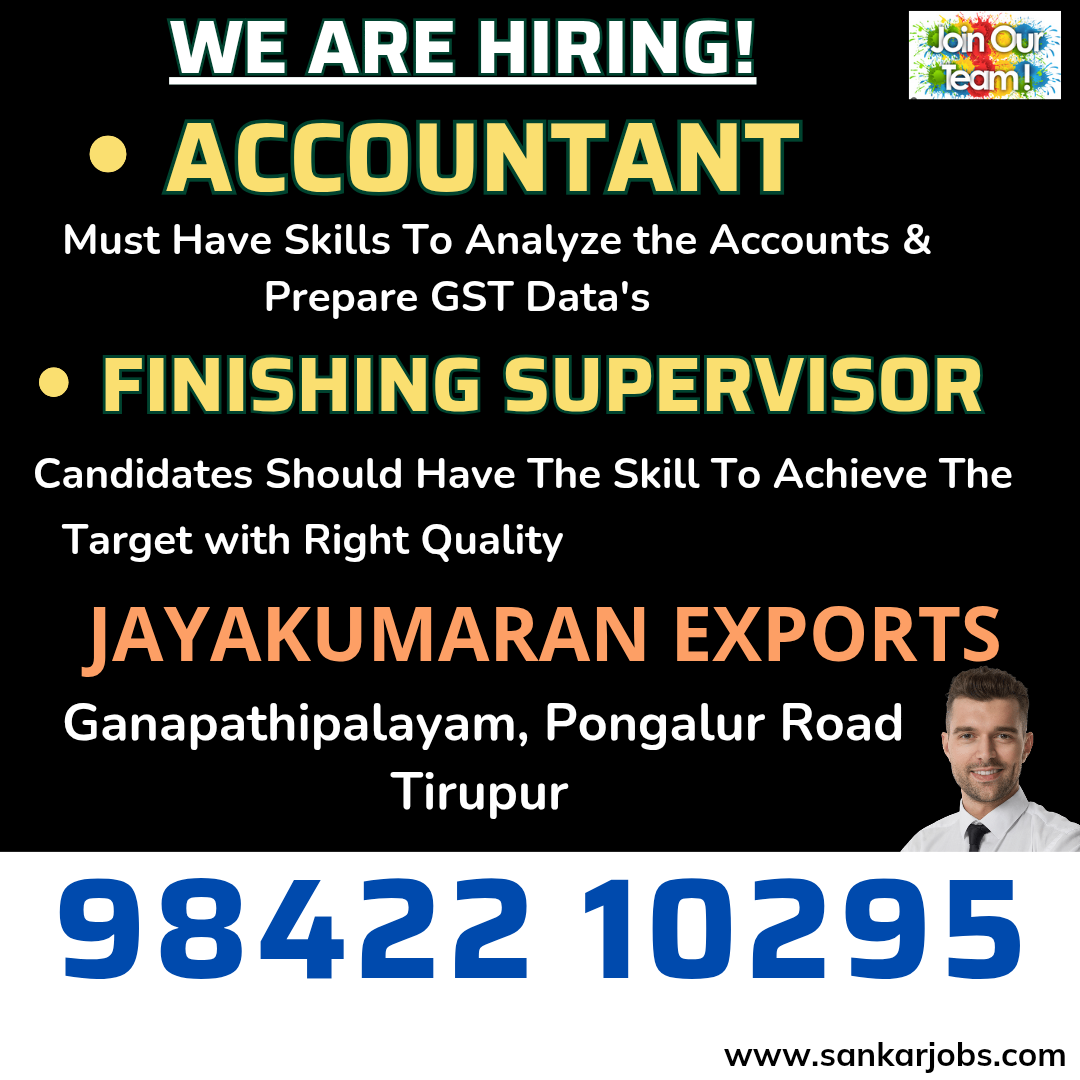 WE ARE HIRING!
Join Our
Team !
• ACCOUNTANT
Must Have Skills To Analyze the Accounts &
Prepare GST Data's
• FINISHING SUPERVISOR
Candidates Should Have The Skill To Achieve The
Target with Right Quality
JAYAKUMARAN EXPORTS
Ganapathipalayam, Pongalur Road
Tirupur
98422 10295
www.sankarjobs.com